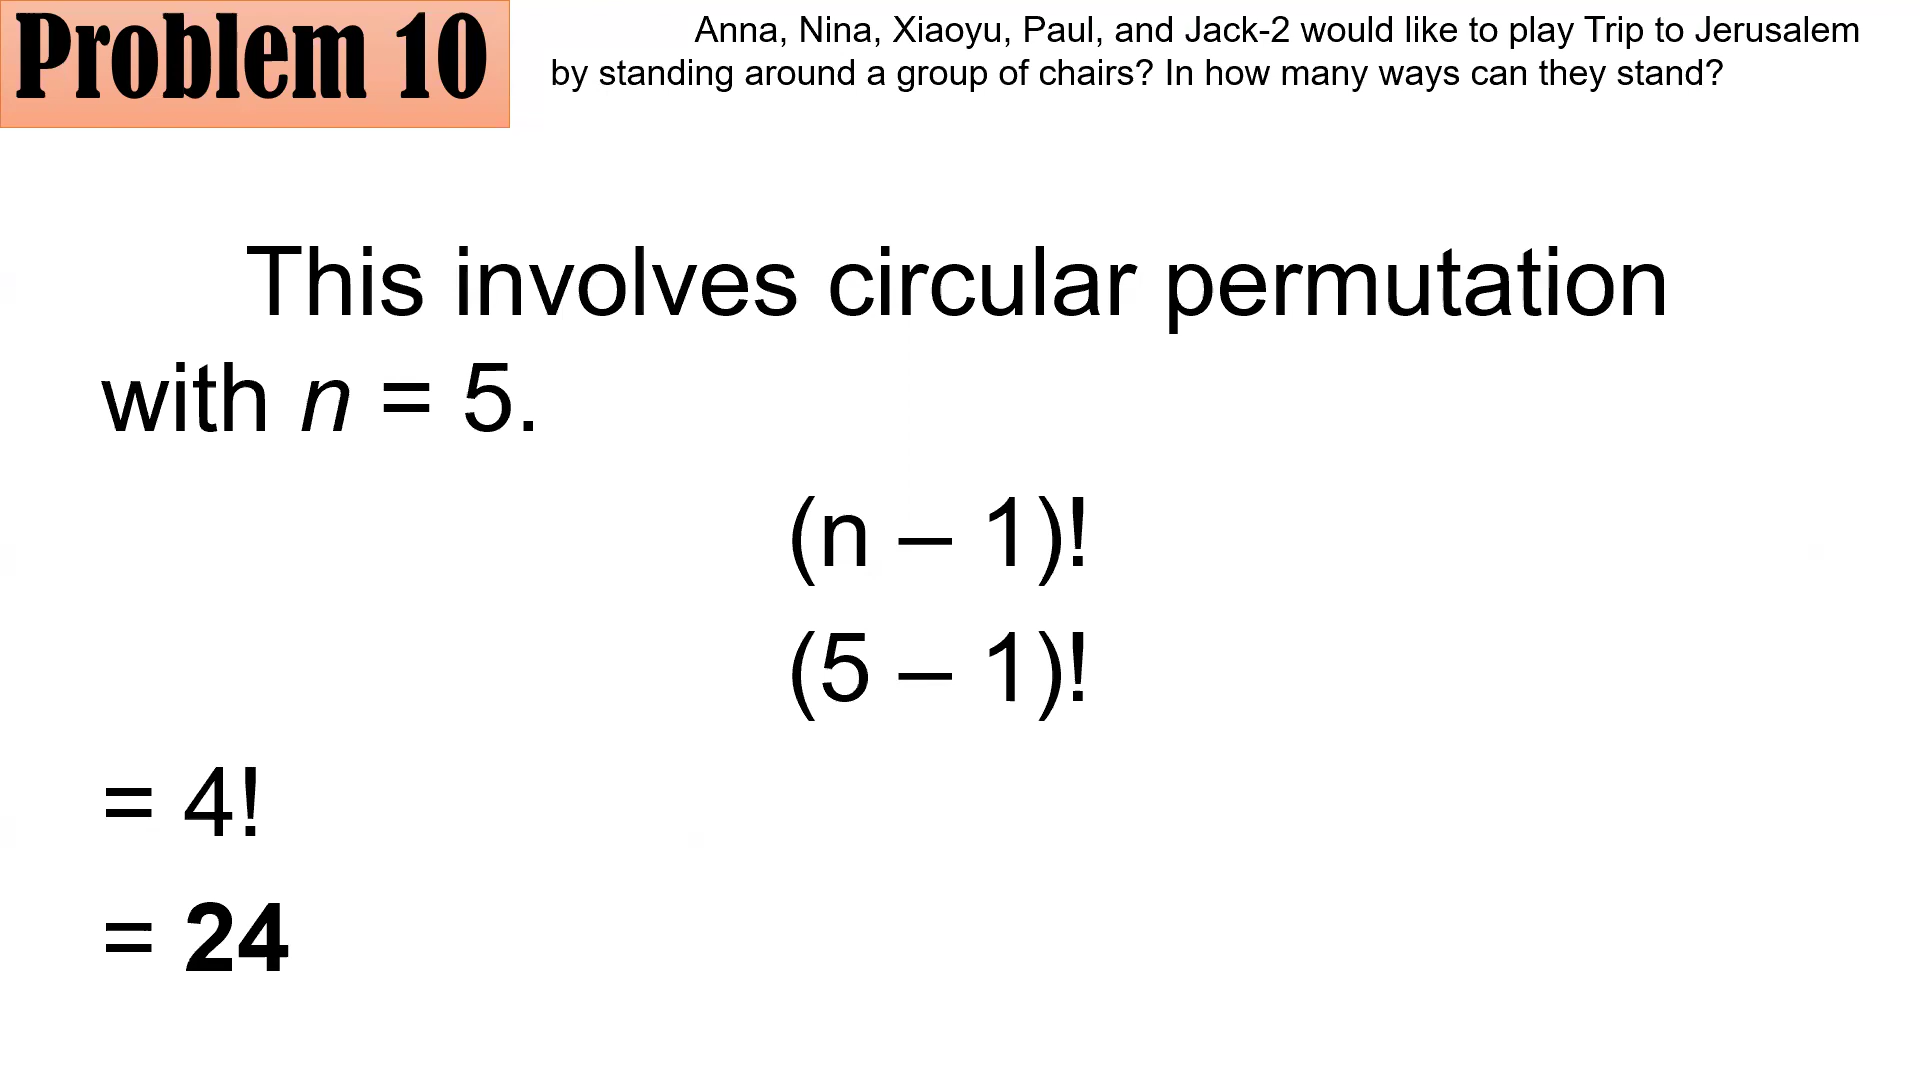 Problem 10
Anna, Nina, Xiaoyu, Paul, and Jack-2 would like to play Trip to Jerusalem
by standing around a group of chairs? In how many ways can they stand?
This involves circular permutation
with n = 5.
(n – 1)!
(5 – 1)!
= 4!
= 24